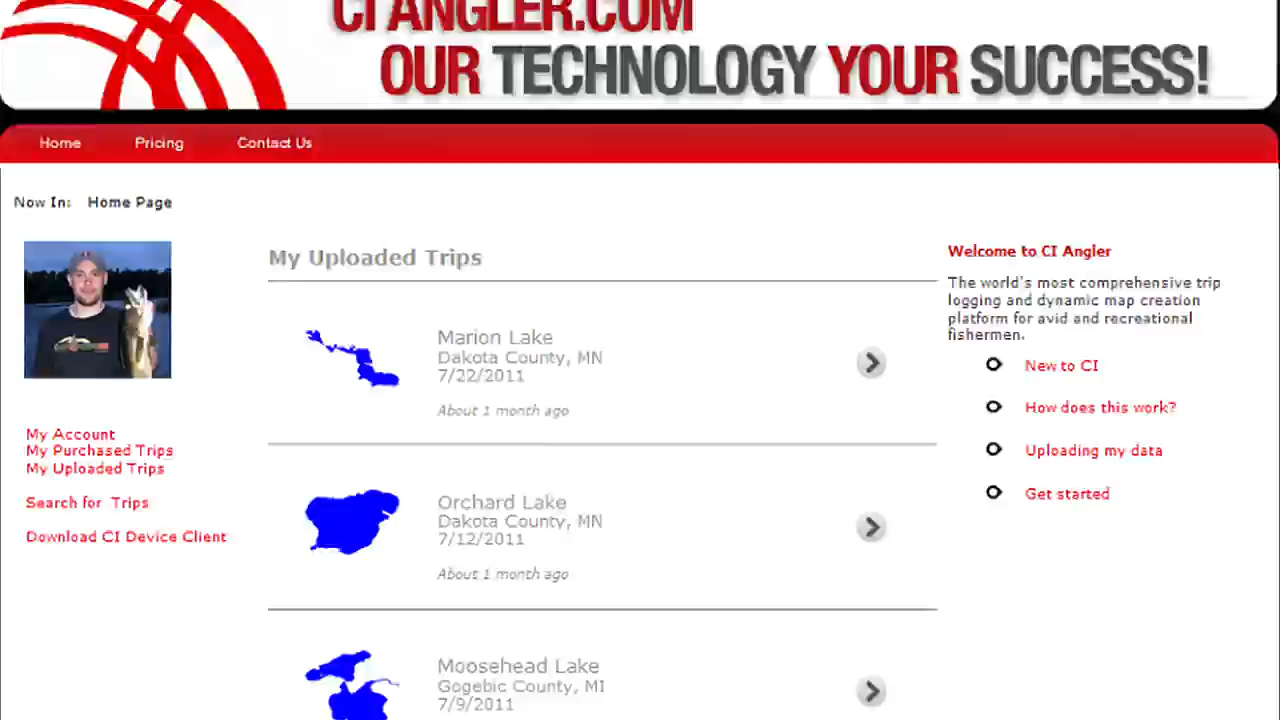 CI ANGLER.COM
OUR TECHNOLOGY YOUR SUCCESS!
Home Pricing Contact Us
Now In: Home Page
My Account
My Purchased Trips
My Uploaded Trips
Search for Trips
Download CI Device Client
My Uploaded Trips
Marion Lake
Dakota County, MN
7/22/2011
About 1 month ago
Orchard Lake
Dakota County, MN
7/12/2011
About 1 month ago
Moosehead Lake
Gogebic County, MI
7/9/2011
Welcome to CI Angler
The world's most comprehensive trip
logging and dynamic map creation
platform for avid and recreational
fishermen.
New to CI
How does this work?
Uploading my data
Get started